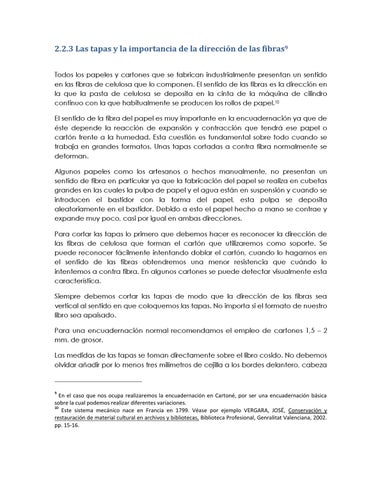 2.2.3 Las tapas y la importancia de la dirección de las fibras⁹
Todos los papeles y cartones que se fabrican industrialmente presentan un sentido
en las fibras de celulosa que lo componen. El sentido de las fibras es la dirección en
la que la pasta de celulosa se deposita en la cinta de la máquina de cilindro
continuo con la que habitualmente se producen los rollos de papel.¹⁰
El sentido de la fibra del papel es muy importante en la encuadernación ya que de
éste depende la reacción de expansión y contracción que tendrá ese papel o
cartón frente a la humedad. Esta cuestión es fundamental sobre todo cuando se
trabaja en grandes formatos. Unas tapas cortadas a contra fibra normalmente se
deforman.
Algunos papeles como los artesanos o hechos manualmente, no presentan un
sentido de fibra en particular ya que la fabricación del papel se realiza en cubetas
grandes en las cuales la pulpa de papel y el agua están en suspensión y cuando se
introducen el bastidor con la forma del papel, esta pulpa se deposita
aleatoriamente en el bastidor. Debido a esto el papel hecho a mano se contrae y
expande muy poco, casi por igual en ambas direcciones.
Para cortar las tapas lo primero que debemos hacer es reconocer la dirección de
las fibras de celulosa que forman el cartón que utilizaremos como soporte. Se
puede reconocer fácilmente intentando doblar el cartón, cuando lo hagamos en
el sentido de las fibras obtendremos una menor resistencia que cuándo lo
intentemos a contra fibra. En algunos cartones se puede detectar visualmente esta
característica.
Siempre debemos cortar las tapas de modo que la dirección de las fibras sea
vertical al sentido en que coloquemos las tapas. No importa si el formato de nuestro
libro sea apaisado.
Para una encuadernación normal recomendamos el empleo de cartones 1,5 – 2
mm. de grosor.
Las medidas de las tapas se toman directamente sobre el libro cosido. No debemos
olvidar añadir por lo menos tres milímetros de cejilla a los bordes delantero, cabeza
⁹ En el caso que nos ocupa realizaremos la encuadernación en Cartoné, por ser una encuadernación básica
sobre la cual podemos realizar diferentes variaciones.
¹⁰ Este sistema mecánico nace en Francia en 1799. Véase por ejemplo VERGARA, JOSÉ, Conservación y
restauración de material cultural en archivos y bibliotecas, Biblioteca Profesional, Genralitat Valenciana, 2002.
pp. 15-16.